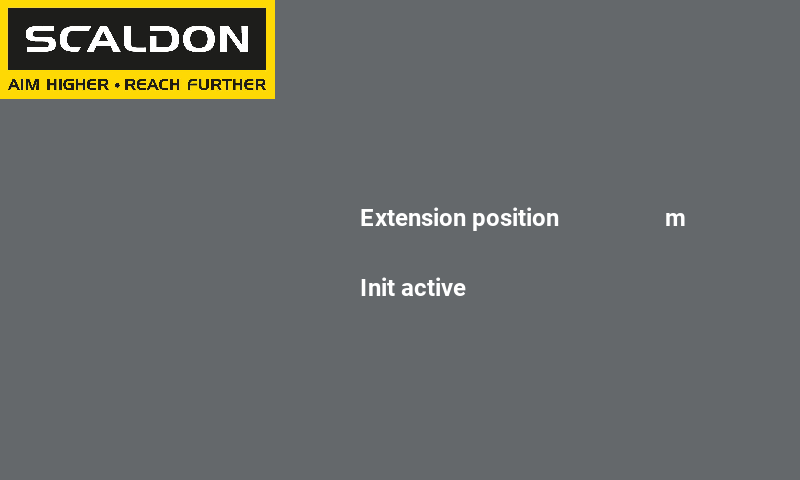 SCALDON
AIM HIGHER • REACH FURTHER
Extension position m
Init active